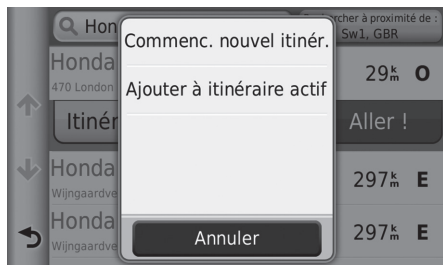 Hon
rcher à proximité de :
Sw1, GBR
Commenc. nouvel itinér.
Honda
470 London
29 km O
Ajouter à itinéraire actif
Itinér
Aller !
Honda
Wijngaardve
297 km E
Honda
Wijngaardve
297 km E
Annuler